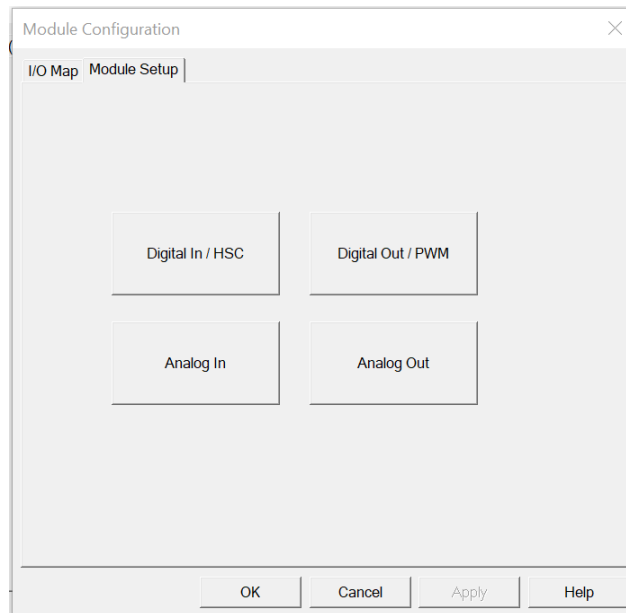 Module Configuration
I/O Map Module Setup
Digital In / HSC Digital Out / PWM
Analog In Analog Out
OK Cancel Apply Help